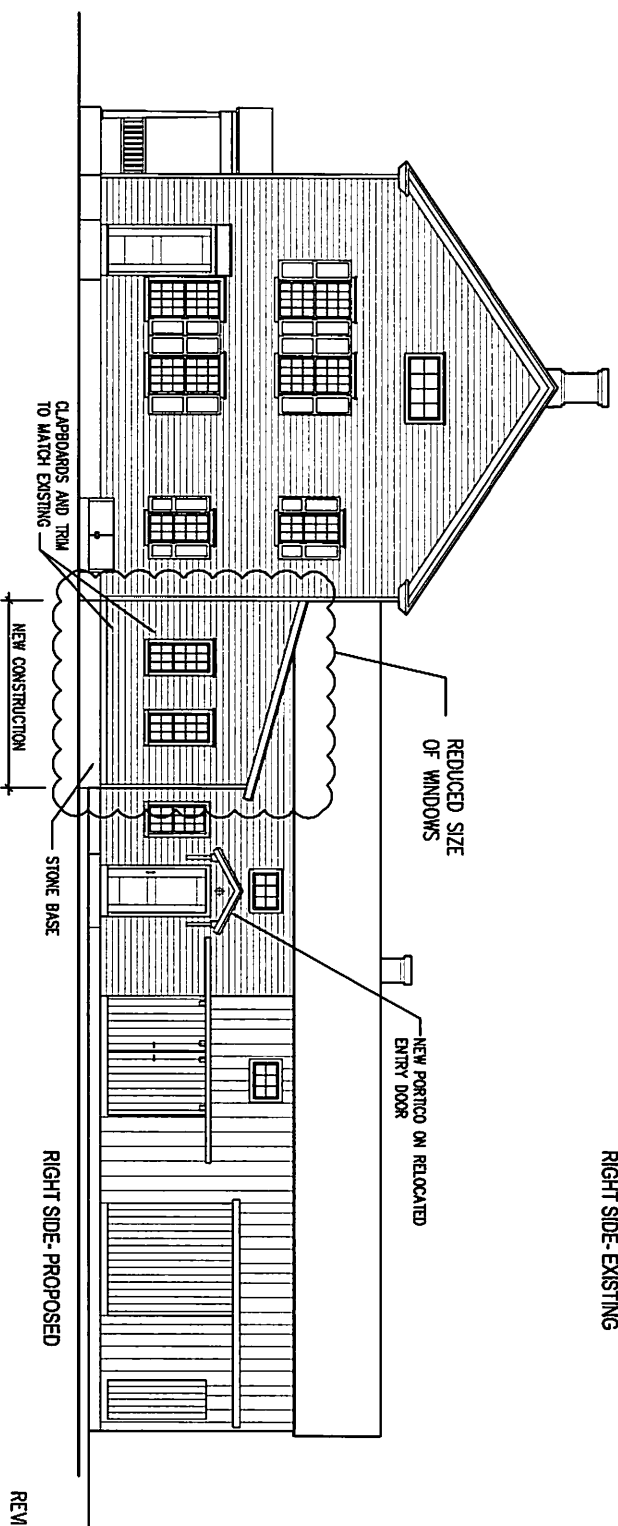 RIGHT SIDE- EXISTING
REDUCED SIZE
OF WINDOWS
NEW PORTICO ON RELOCATED
ENTRY DOOR
CLAPBOARDS AND TRIM
TO MATCH EXISTING
NEW CONSTRUCTION
STONE BASE
RIGHT SIDE- PROPOSED
REVI